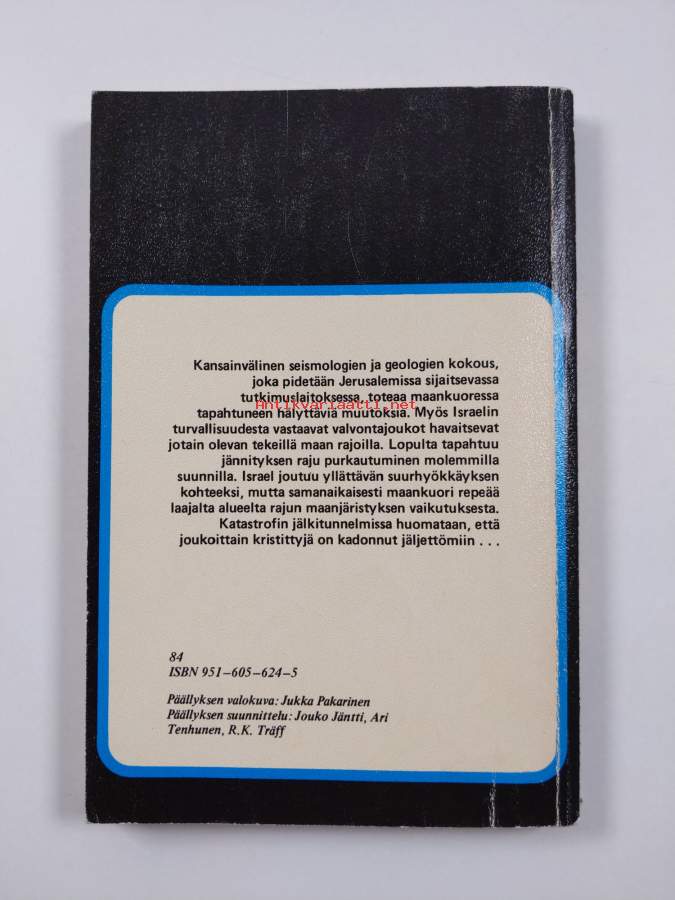 Kansainvälinen seismologien ja geologien kokous,
joka pidetään Jerusalemissa sijaitsevassa
tutkimuslaitoksessa, toteaa maankuoressa
Antikvariaatti.net
tapahtuneen hälyttäviä muutoksia. Myös Israelin
turvallisuudesta vastaavat valvontajoukot havaitsevat
jotain olevan tekeillä maan rajoilla. Lopulta tapahtuu
jännityksen raju purkautuminen molemmilla
suunnilla. Israel joutuu yllättävän suurhyökkäyksen
kohteeksi, mutta samanaikaisesti maankuori repeää
laajalta alueelta rajun maanjäristyksen vaikutuksesta.
Katastrofin jälkitunnelmissa huomataan, että
joukoittain kristittyjä on kadonnut jäljettömiin . . .
84
ISBN 951–605–624–5
Päällyksen valokuva: Jukka Pakarinen
Päällyksen suunnittelu: Jouko Jäntti, Ari
Tenhunen, R.K. Träff